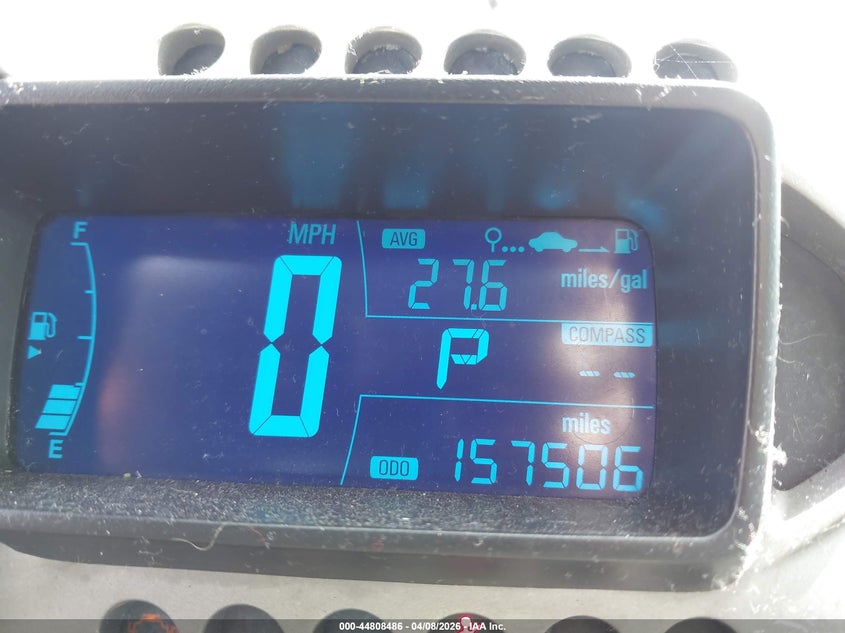 F
MPH
AVG
27.6 miles/gal
0
P
COMPASS
--
E
miles
ODO 157506
000-44808486 - 04/08/2026 - © IAA Inc.